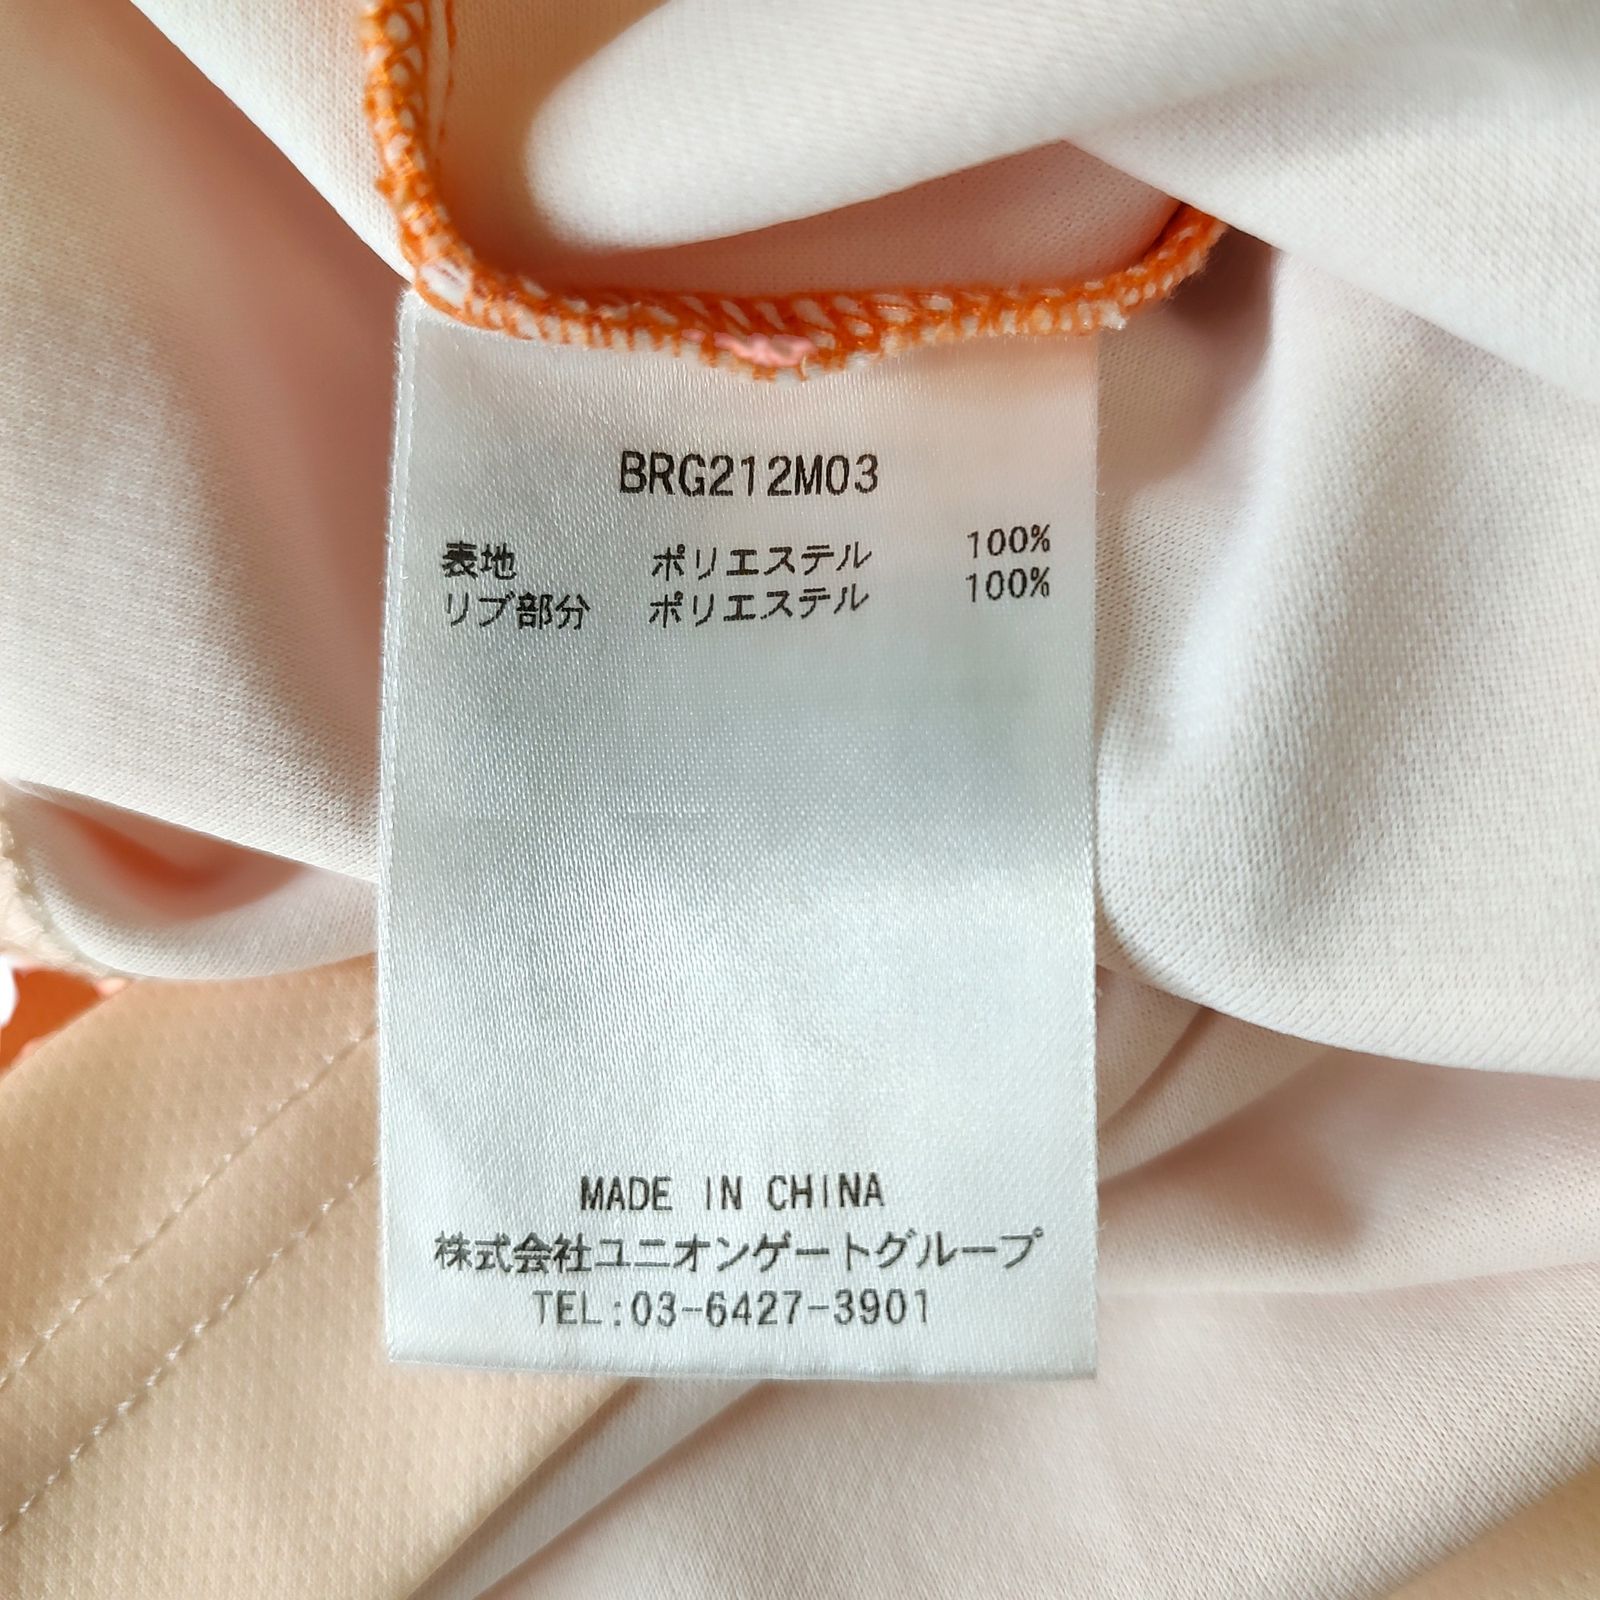 BRG212M03
表地 ポリエステル 100%
リブ部分 ポリエステル 100%
MADE IN CHINA
株式会社ユニオンゲートグループ
TEL:03-6427-3901